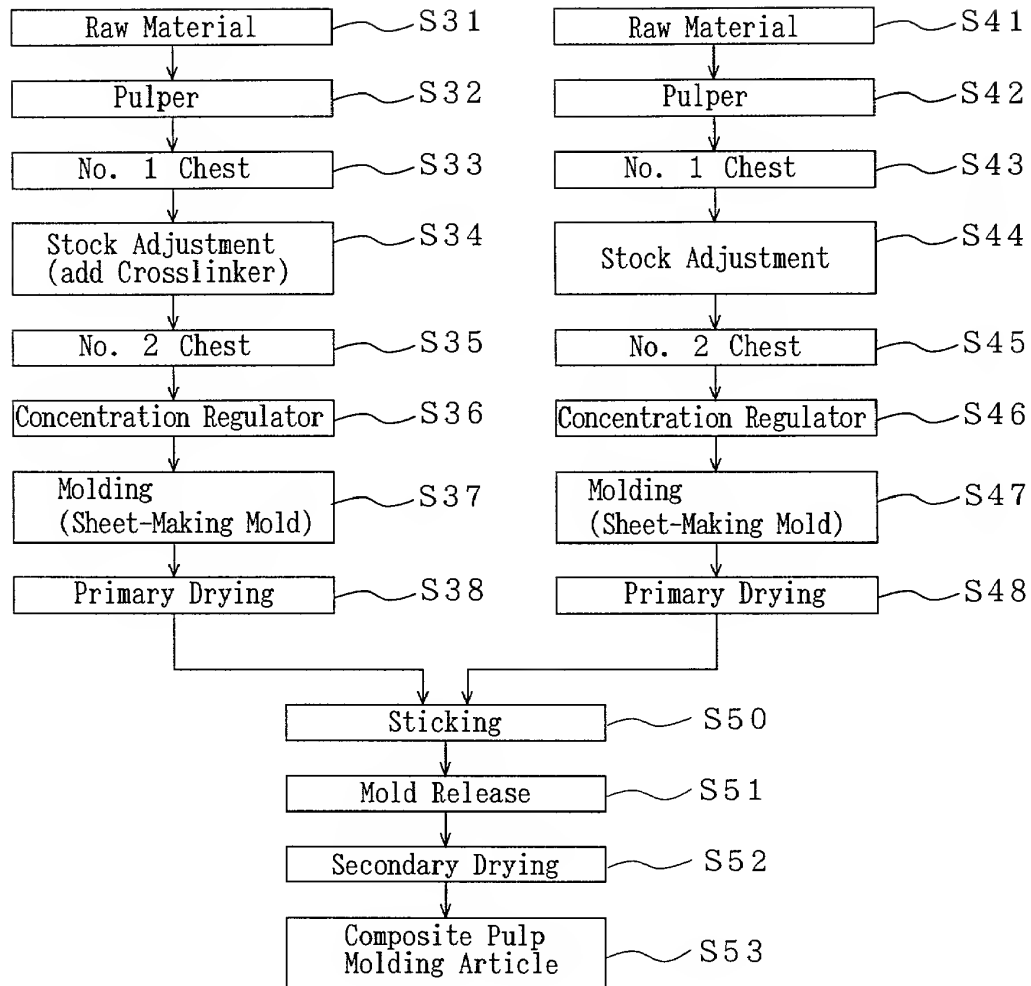 Raw Material S31
Pulper S32
No. 1 Chest S33
Stock Adjustment
(add Crosslinker) S34
No. 2 Chest S35
Concentration Regulator S36
Molding
(Sheet-Making Mold) S37
Primary Drying S38
Raw Material S41
Pulper S42
No. 1 Chest S43
Stock Adjustment S44
No. 2 Chest S45
Concentration Regulator S46
Molding
(Sheet-Making Mold) S47
Primary Drying S48
Sticking S50
Mold Release S51
Secondary Drying S52
Composite Pulp
Molding Article S53